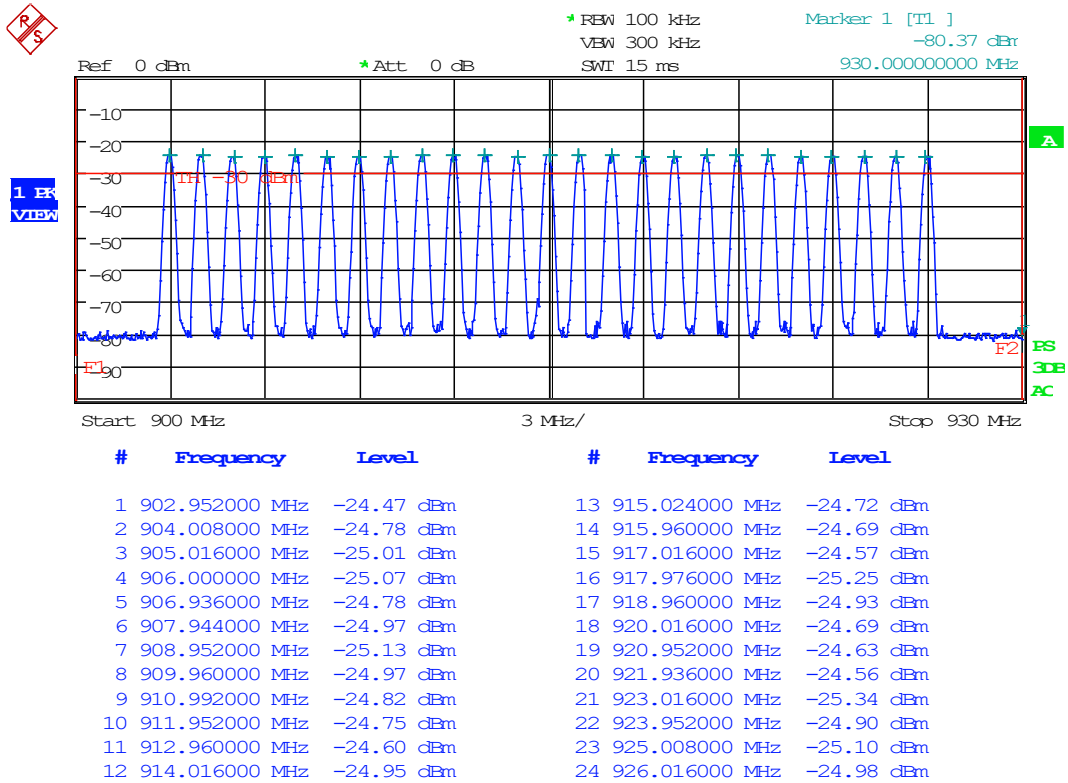 R S
* RBW 100 kHz Marker 1 [T1 ]
VBW 300 kHz -80.37 dBm
Ref 0 dBm * Att 0 dB SWT 15 ms 930.000000000 MHz
-10
-20
A
-30
TH -30 dBm
1 PK
VIEW
-40
-50
-60
-70
-80
F2
PS
F1
-90
3DB
AC
Start 900 MHz 3 MHz/ Stop 930 MHz
# Frequency Level # Frequency Level
1 902.952000 MHz -24.47 dBm 13 915.024000 MHz -24.72 dBm
2 904.008000 MHz -24.78 dBm 14 915.960000 MHz -24.69 dBm
3 905.016000 MHz -25.01 dBm 15 917.016000 MHz -24.57 dBm
4 906.000000 MHz -25.07 dBm 16 917.976000 MHz -25.25 dBm
5 906.936000 MHz -24.78 dBm 17 918.960000 MHz -24.93 dBm
6 907.944000 MHz -24.97 dBm 18 920.016000 MHz -24.69 dBm
7 908.952000 MHz -25.13 dBm 19 920.952000 MHz -24.63 dBm
8 909.960000 MHz -24.97 dBm 20 921.936000 MHz -24.56 dBm
9 910.992000 MHz -24.82 dBm 21 923.016000 MHz -25.34 dBm
10 911.952000 MHz -24.75 dBm 22 923.952000 MHz -24.90 dBm
11 912.960000 MHz -24.60 dBm 23 925.008000 MHz -25.10 dBm
12 914.016000 MHz -24.95 dBm 24 926.016000 MHz -24.98 dBm